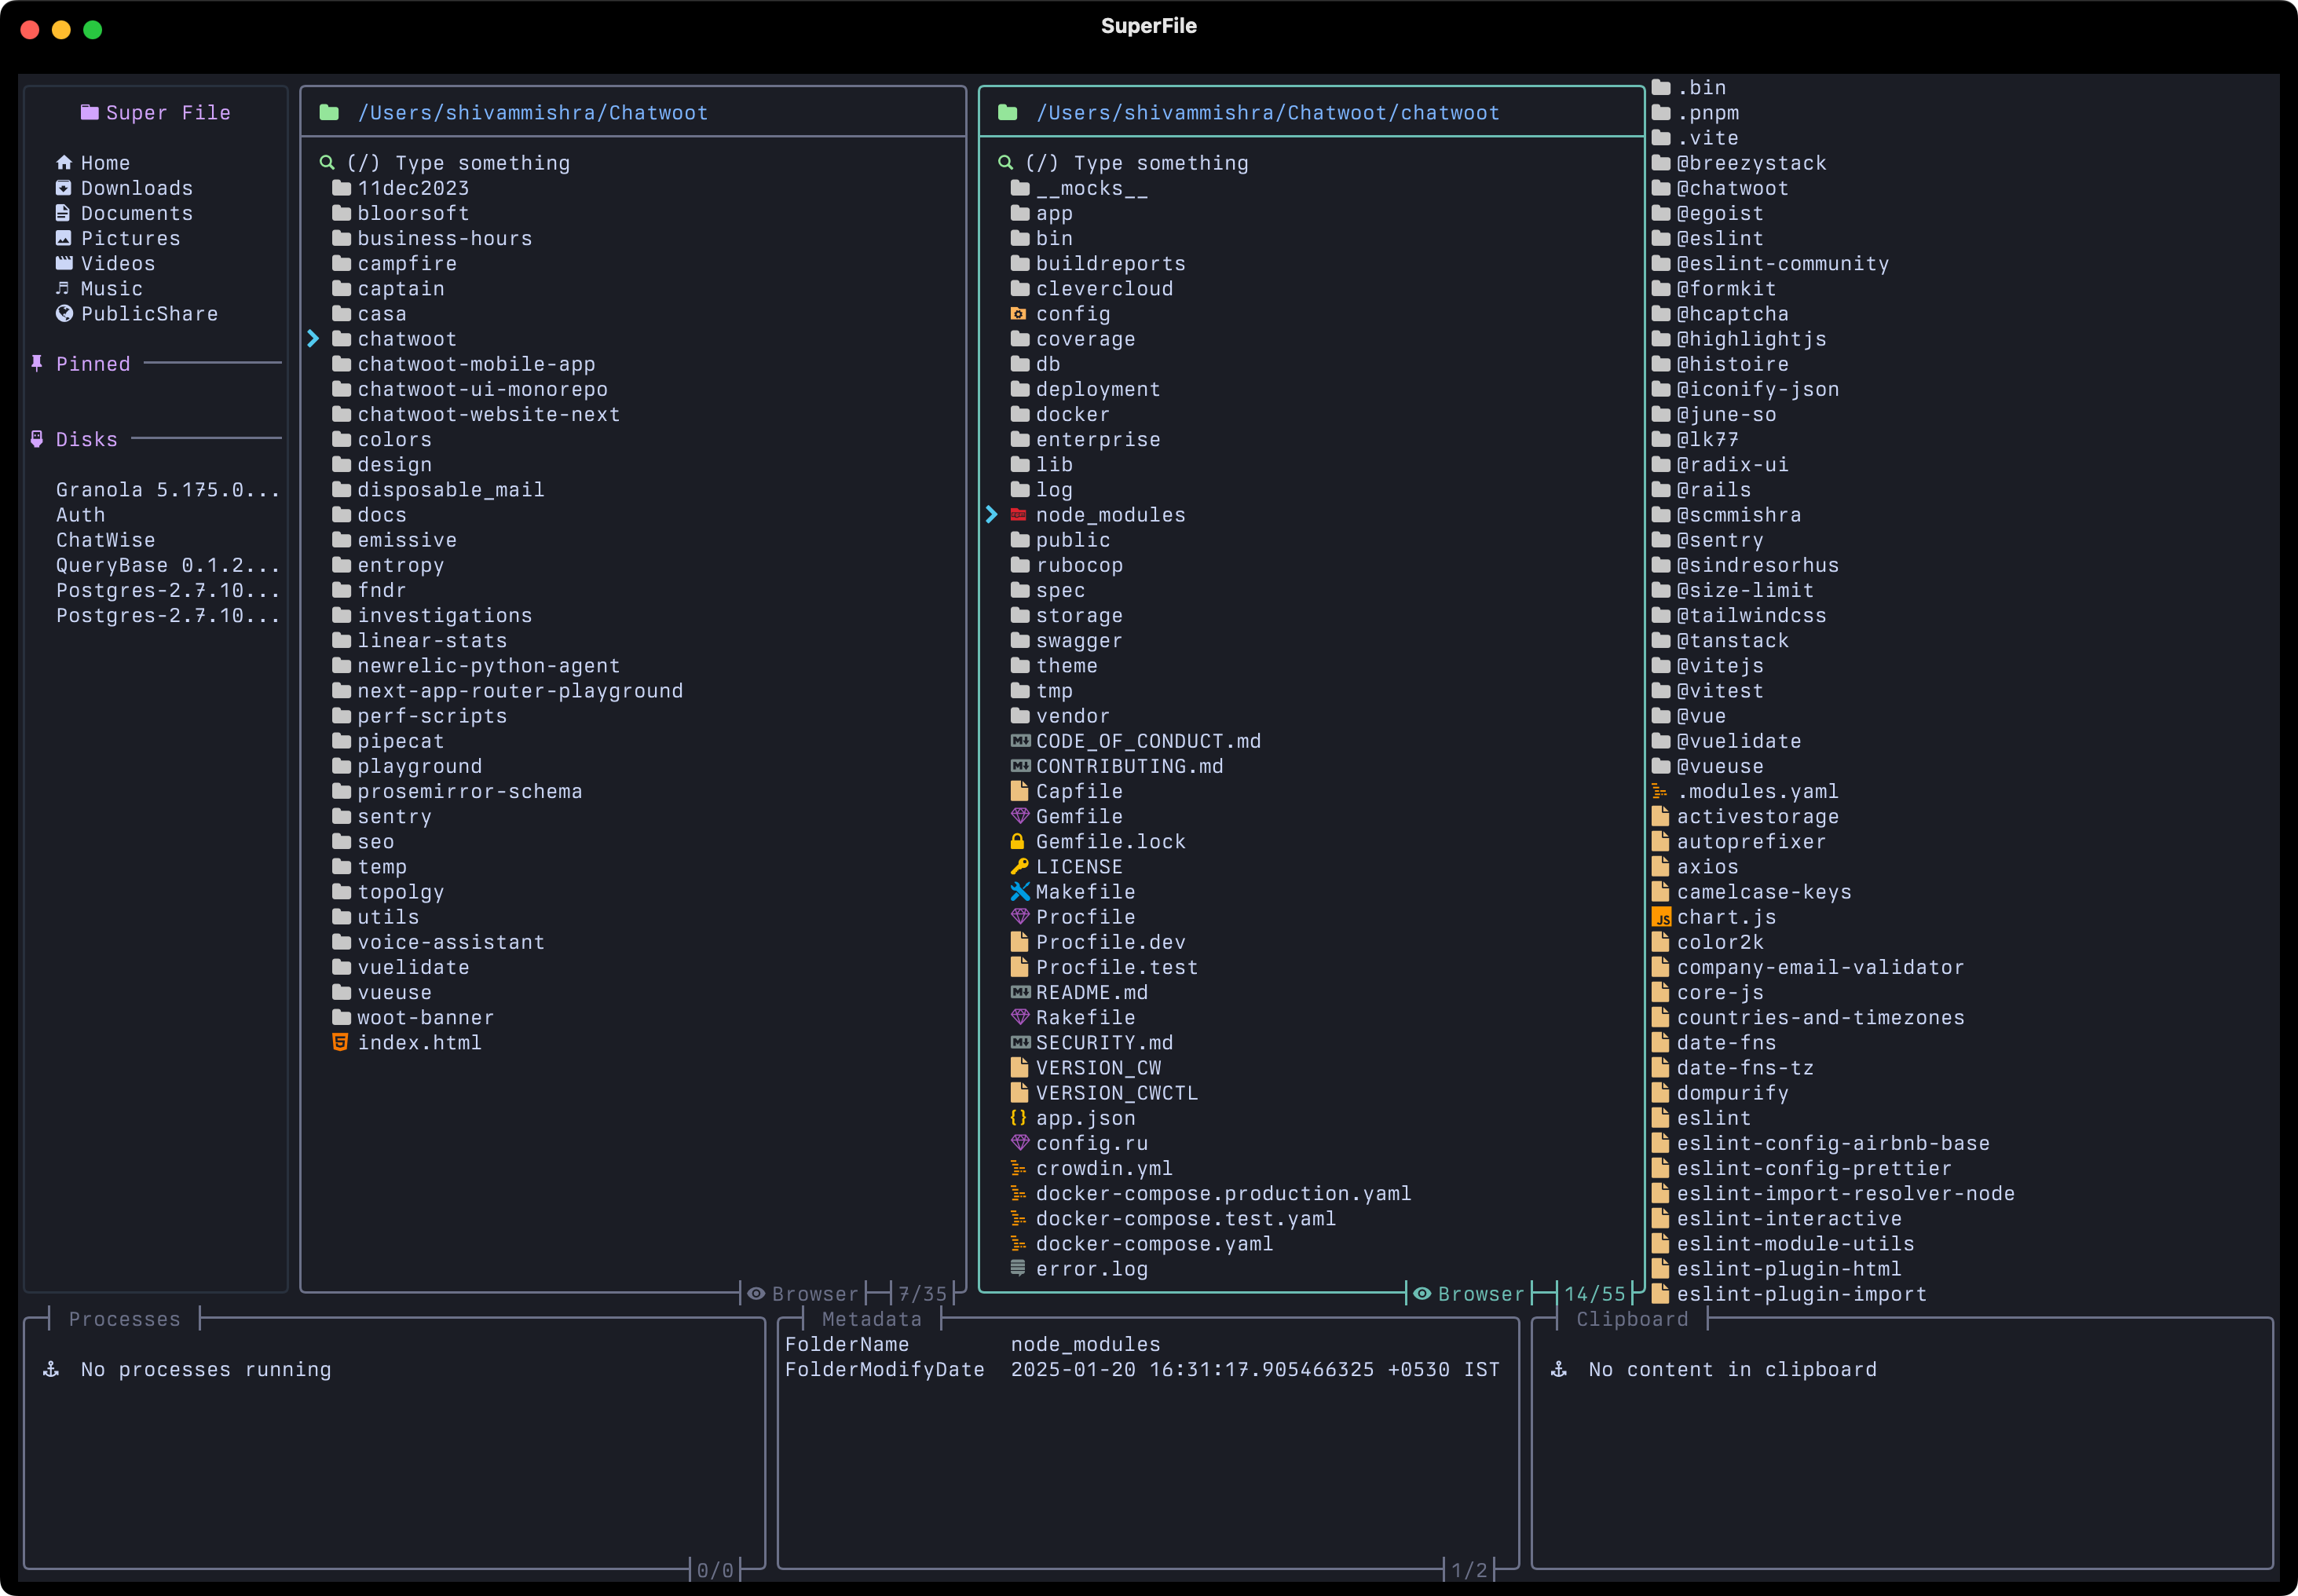 SuperFile
Super File
Home
Downloads
Documents
Pictures
Videos
Music
PublicShare
Pinned
Disks
Granola 5.175.0...
Auth
ChatWise
QueryBase 0.1.2...
Postgres-2.7.10...
Postgres-2.7.10...
/Users/shivammishra/Chatwoot
(/) Type something
11dec2023
bloorsoft
business-hours
campfire
captain
casa
chatwoot
chatwoot-mobile-app
chatwoot-ui-monorepo
chatwoot-website-next
colors
design
disposable_mail
docs
emissive
entropy
fndr
investigations
linear-stats
newrelic-python-agent
next-app-router-playground
perf-scripts
pipecat
playground
prosemirror-schema
sentry
seo
temp
topolgy
utils
voice-assistant
vuelidate
vueuse
woot-banner
index.html
Browser 7/35
/Users/shivammishra/Chatwoot/chatwoot
(/) Type something
__mocks__
app
bin
buildreports
clevercloud
config
coverage
db
deployment
docker
enterprise
lib
log
node_modules
public
rubocop
spec
storage
swagger
theme
tmp
vendor
CODE_OF_CONDUCT.md
CONTRIBUTING.md
Capfile
Gemfile
Gemfile.lock
LICENSE
Makefile
Procfile
Procfile.dev
Procfile.test
README.md
Rakefile
SECURITY.md
VERSION_CW
VERSION_CWCTL
app.json
config.ru
crowdin.yml
docker-compose.production.yaml
docker-compose.test.yaml
docker-compose.yaml
error.log
Browser 14/55
.bin
.pnpm
.vite
@breezystack
@chatwoot
@egoist
@eslint
@eslint-community
@formkit
@hcaptcha
@highlightjs
@histoire
@iconify-json
@june-so
@lk77
@radix-ui
@rails
@scmmishra
@sentry
@sindresorhus
@size-limit
@tailwindcss
@tanstack
@vitejs
@vitest
@vue
@vuelidate
@vueuse
.modules.yaml
activestorage
autoprefixer
axios
camelcase-keys
chart.js
color2k
company-email-validator
core-js
countries-and-timezones
date-fns
date-fns-tz
dompurify
eslint
eslint-config-airbnb-base
eslint-config-prettier
eslint-import-resolver-node
eslint-interactive
eslint-module-utils
eslint-plugin-html
eslint-plugin-import
Processes
No processes running
0/0
Metadata
FolderName node_modules
FolderModifyDate 2025-01-20 16:31:17.905466325 +0530 IST
1/2
Clipboard
No content in clipboard